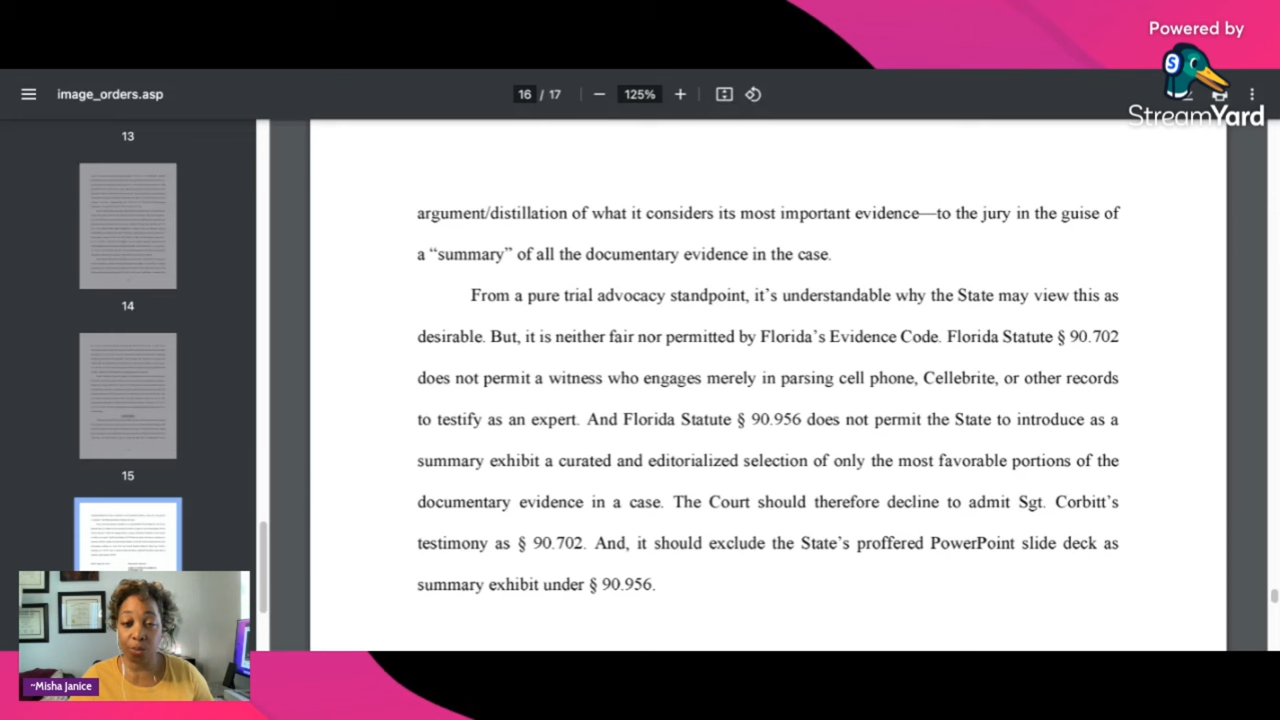 Powered by
StreamYard
image_orders.asp
16 / 17
125%
13
14
15
argument/distillation of what it considers its most important evidence—to the jury in the guise of
a “summary” of all the documentary evidence in the case.
From a pure trial advocacy standpoint, it’s understandable why the State may view this as
desirable. But, it is neither fair nor permitted by Florida’s Evidence Code. Florida Statute § 90.702
does not permit a witness who engages merely in parsing cell phone, Cellebrite, or other records
to testify as an expert. And Florida Statute § 90.956 does not permit the State to introduce as a
summary exhibit a curated and editorialized selection of only the most favorable portions of the
documentary evidence in a case. The Court should therefore decline to admit Sgt. Corbitt’s
testimony as § 90.702. And, it should exclude the State’s proffered PowerPoint slide deck as
summary exhibit under § 90.956.
~Misha Janice